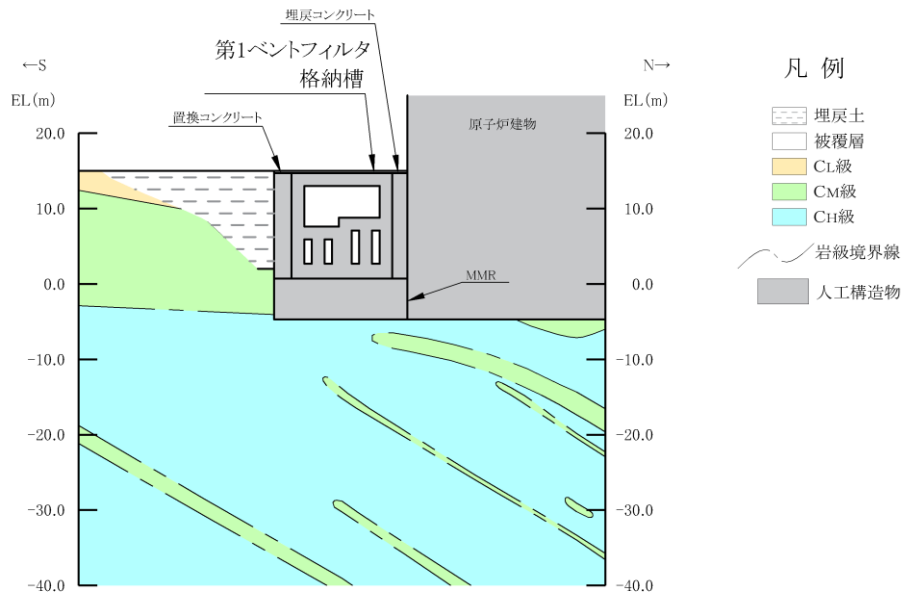 埋戻コンクリート
第1ベントフィルタ
格納槽
←S
N→
EL(m)
EL(m)
置換コンクリート
原子炉建物
20.0
10.0
0.0
-10.0
-20.0
-30.0
-40.0
MMR
20.0
10.0
0.0
-10.0
-20.0
-30.0
-40.0
凡 例
埋戻土
被覆層
CL級
CM級
CH級
岩級境界線
人工構造物